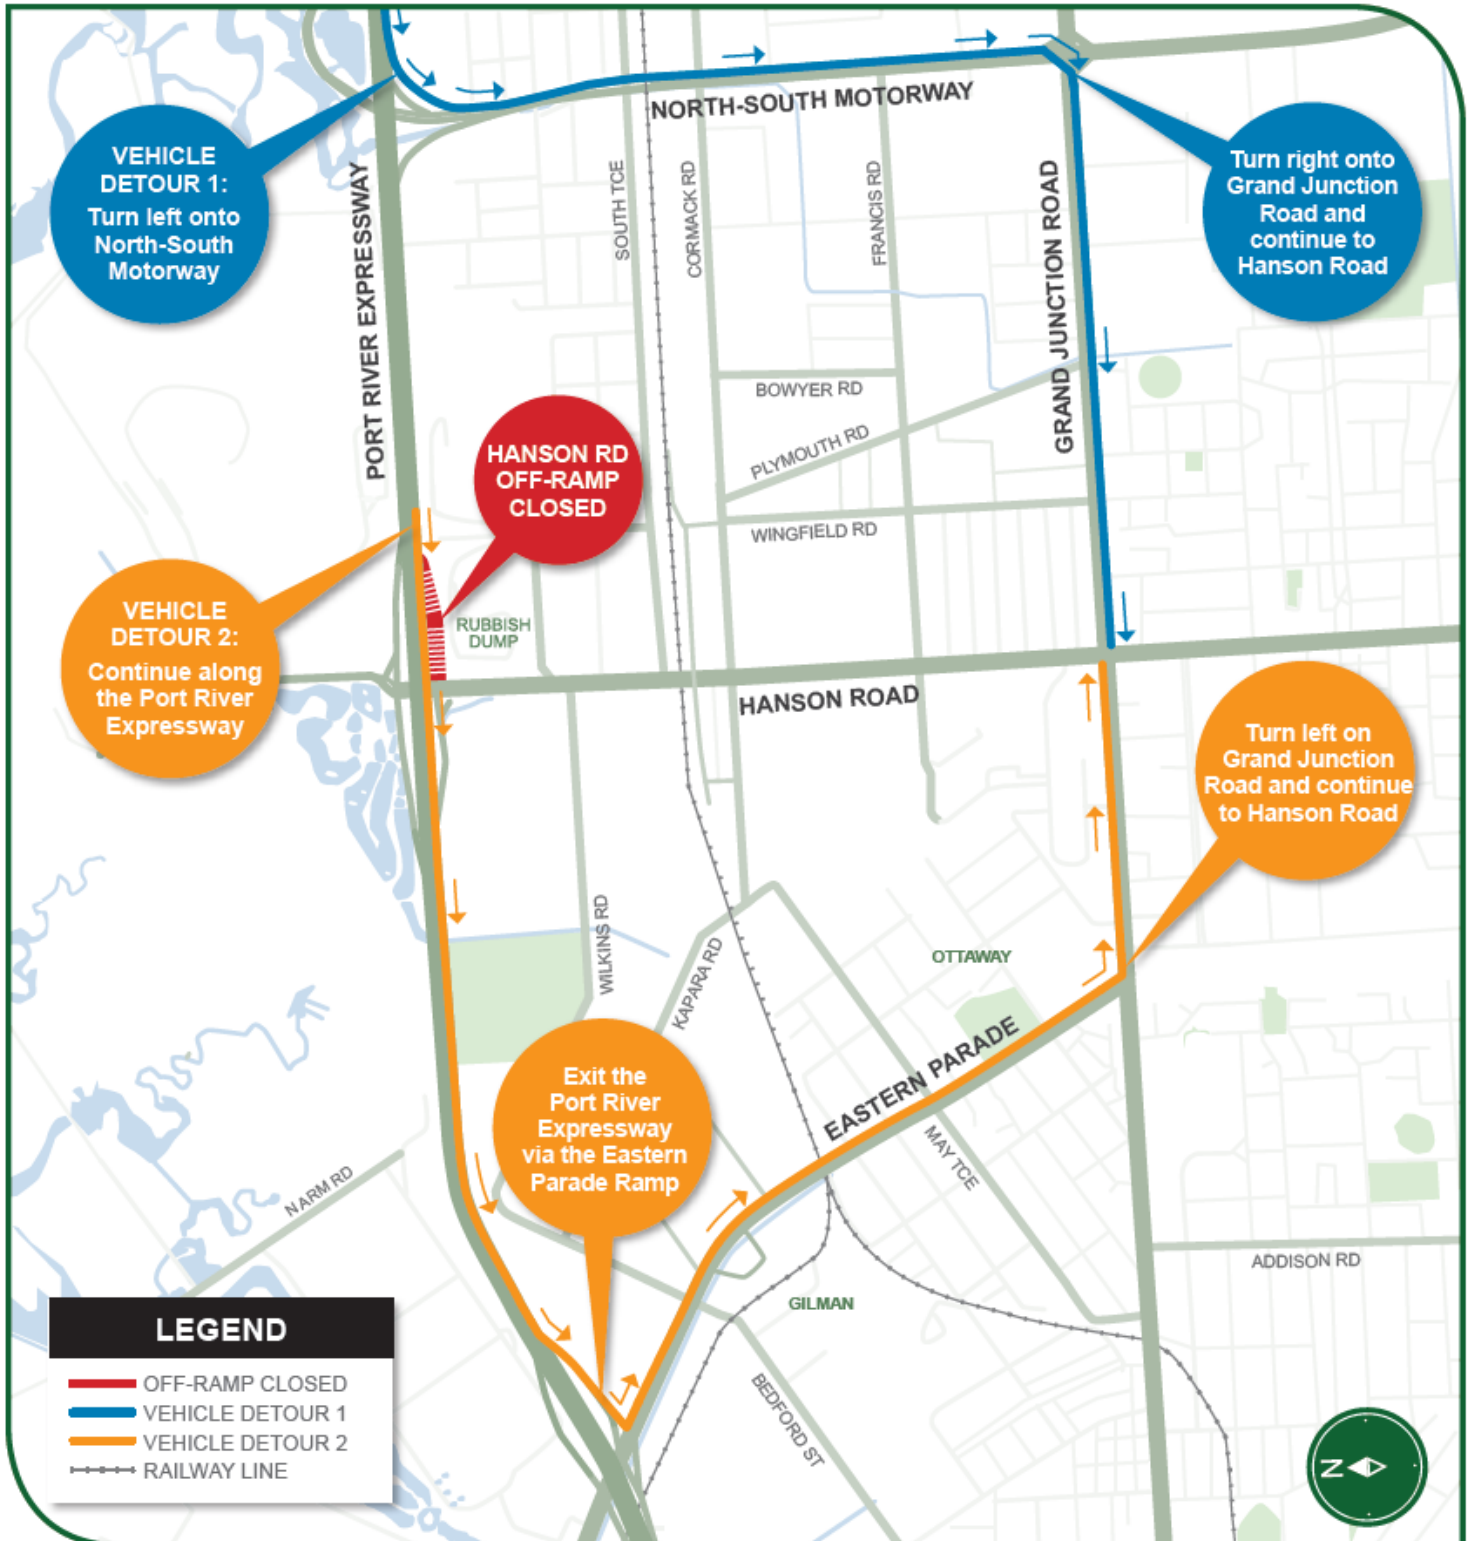 NORTH-SOUTH MOTORWAY
VEHICLE
DETOUR 1:
Turn left onto
North-South
Motorway
Turn right onto
Grand Junction
Road and
continue to
Hanson Road
PORT RIVER EXPRESSWAY
SOUTH TCE
CORMACK RD
FRANCIS RD
GRAND JUNCTION ROAD
BOWYER RD
PLYMOUTH RD
HANSON RD
OFF-RAMP
CLOSED
WINGFIELD RD
VEHICLE
DETOUR 2:
Continue along
the Port River
Expressway
RUBBISH
DUMP
HANSON ROAD
Turn left on
Grand Junction
Road and continue
to Hanson Road
WILKINS RD
KAPARA RD
OTTAWAY
EASTERN PARADE
Exit the
Port River
Expressway
via the Eastern
Parade Ramp
MAY TCE
NARM RD
ADDISON RD
GILMAN
BEDFORD ST
LEGEND
OFF-RAMP CLOSED
VEHICLE DETOUR 1
VEHICLE DETOUR 2
RAILWAY LINE
N